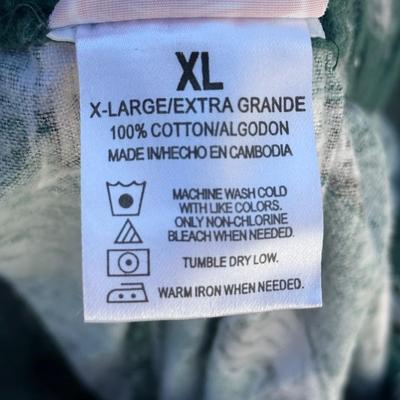 XL
X-LARGE/EXTRA GRANDE
100% COTTON/ALGODON
MADE IN/HECHO EN CAMBODIA
MACHINE WASH COLD
WITH LIKE COLORS.
ONLY NON-CHLORINE
BLEACH WHEN NEEDED.
TUMBLE DRY LOW.
WARM IRON WHEN NEEDED.